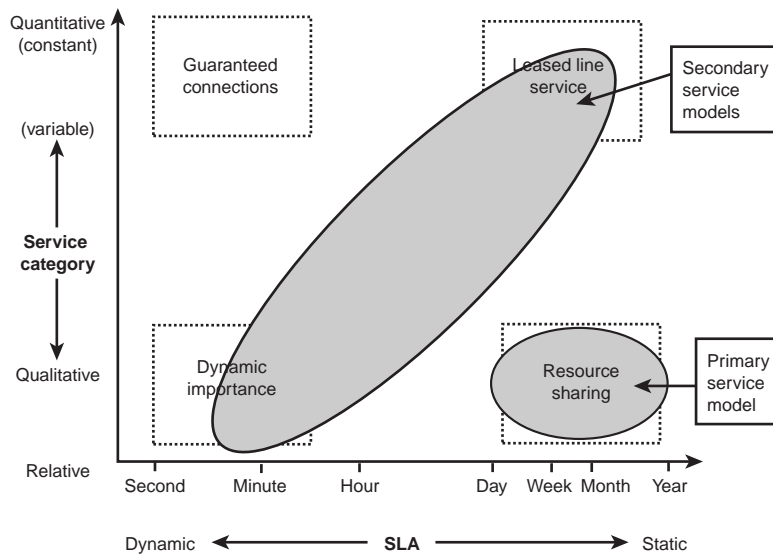 Quantitative
(constant)
(variable)
Service
category
Qualitative
Relative
Guaranteed
connections
Leased line
service
Secondary
service
models
Dynamic
importance
Resource
sharing
Primary
service
model
Second
Minute
Hour
Day
Week
Month
Year
Dynamic
SLA
Static